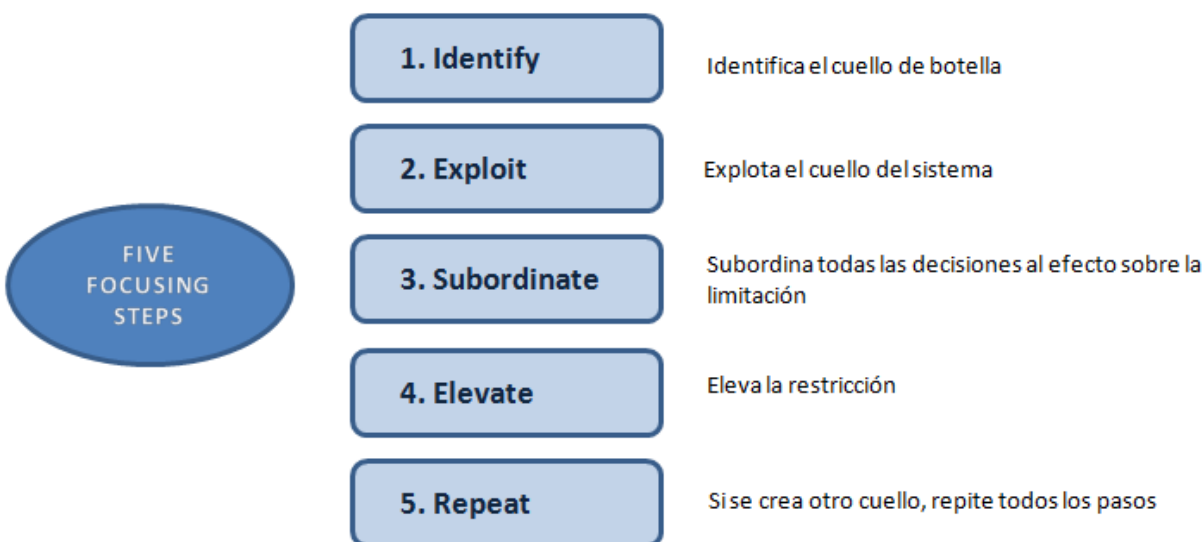 FIVE
FOCUSING
STEPS
1. Identify
Identifica el cuello de botella
2. Exploit
Explota el cuello del sistema
3. Subordinate
Subordina todas las decisiones al efecto sobre la
limitación
4. Elevate
Eleva la restricción
5. Repeat
Si se crea otro cuello, repite todos los pasos